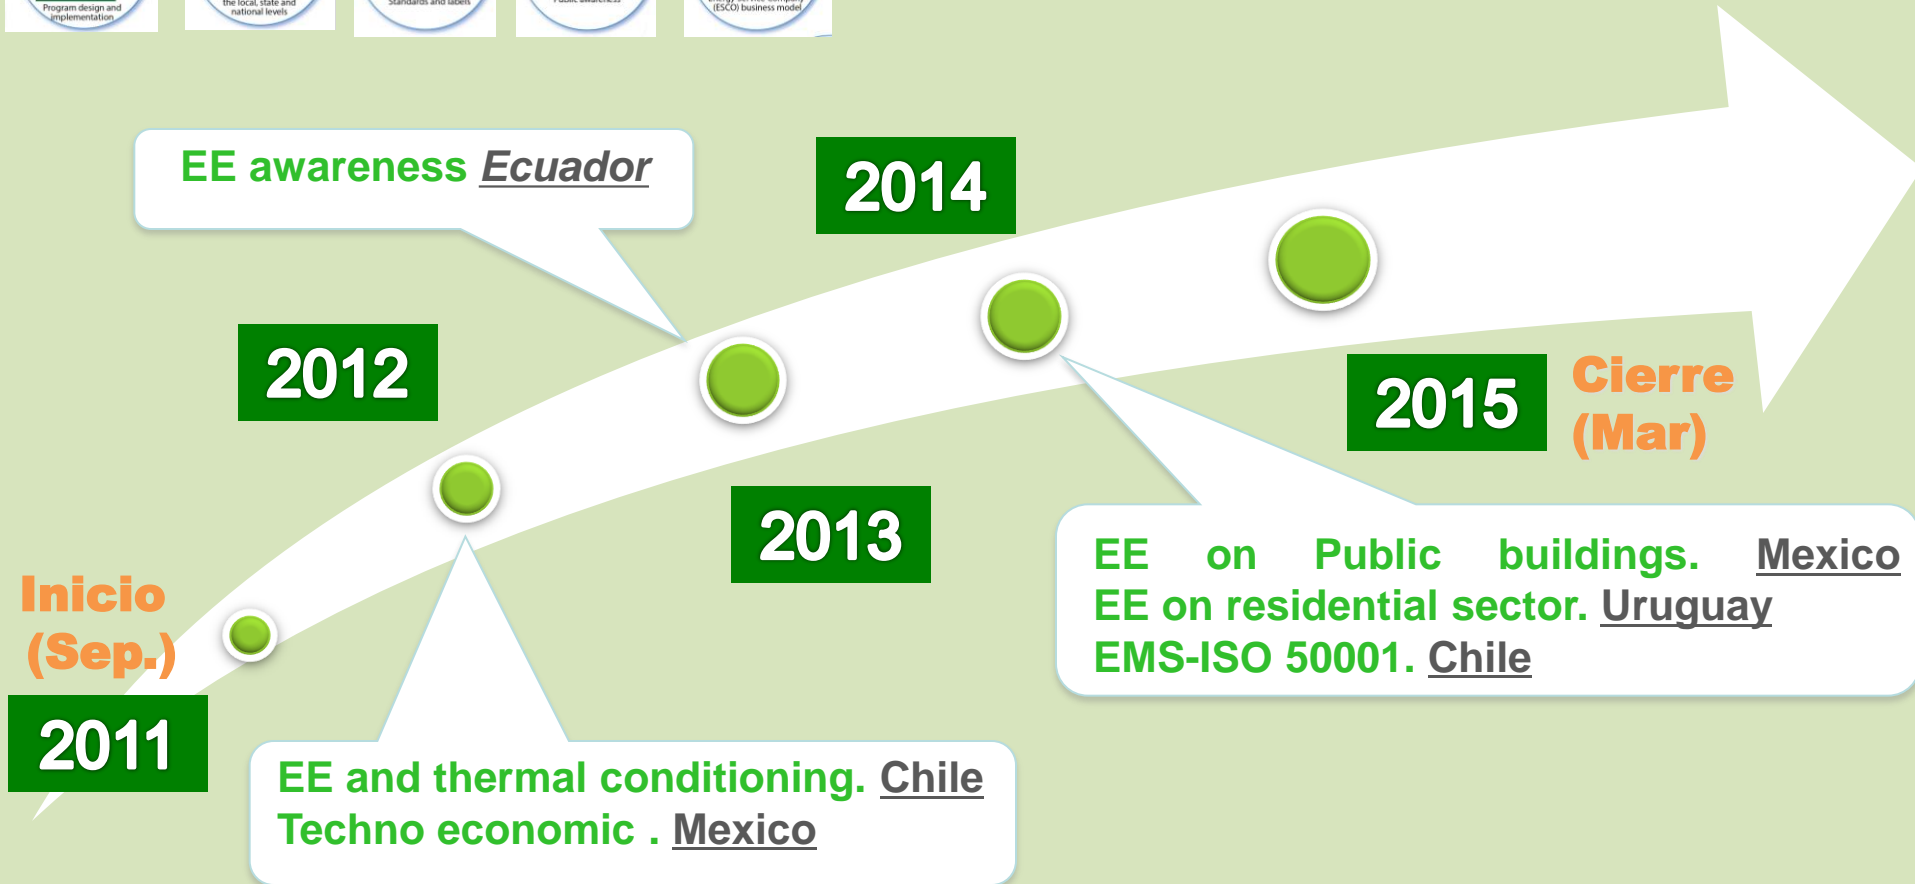 Program design and
implementation
the local, state and
national levels
Standards and labels
Public awareness
(ESCO) business model
EE awareness Ecuador
2014
2012
2015
Cierre
(Mar)
2013
Inicio
(Sep.)
2011
EE on Public buildings. Mexico
EE on residential sector. Uruguay
EMS-ISO 50001. Chile
EE and thermal conditioning. Chile
Techno economic . Mexico